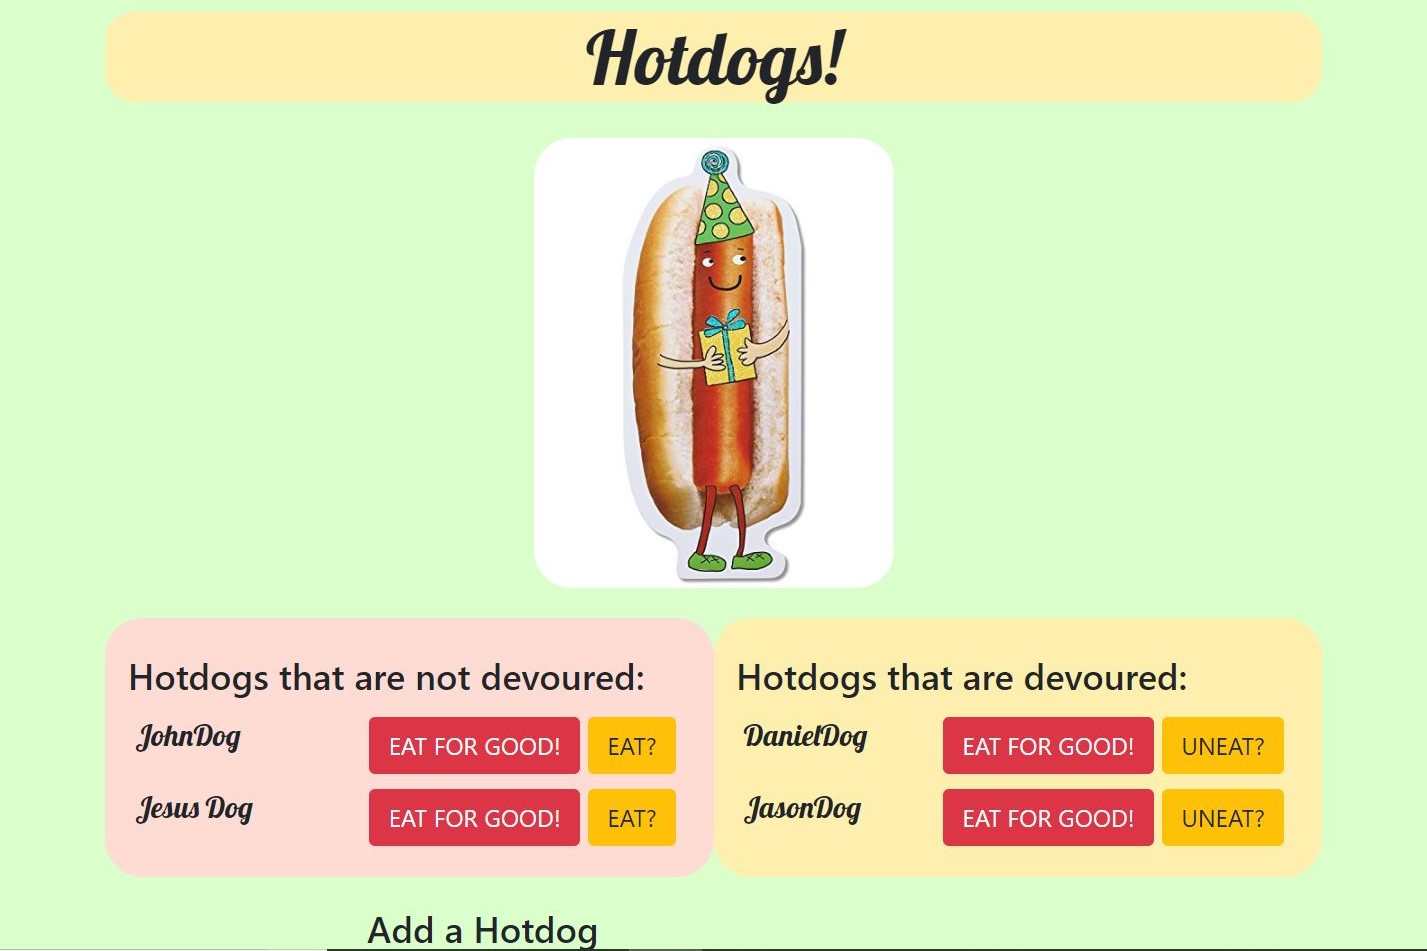 Hotdogs!
Hotdogs that are not devoured:
JohnDog EAT FOR GOOD! EAT?
Jesus Dog EAT FOR GOOD! EAT?
Hotdogs that are devoured:
DanielDog EAT FOR GOOD! UNEAT?
JasonDog EAT FOR GOOD! UNEAT?
Add a Hotdog